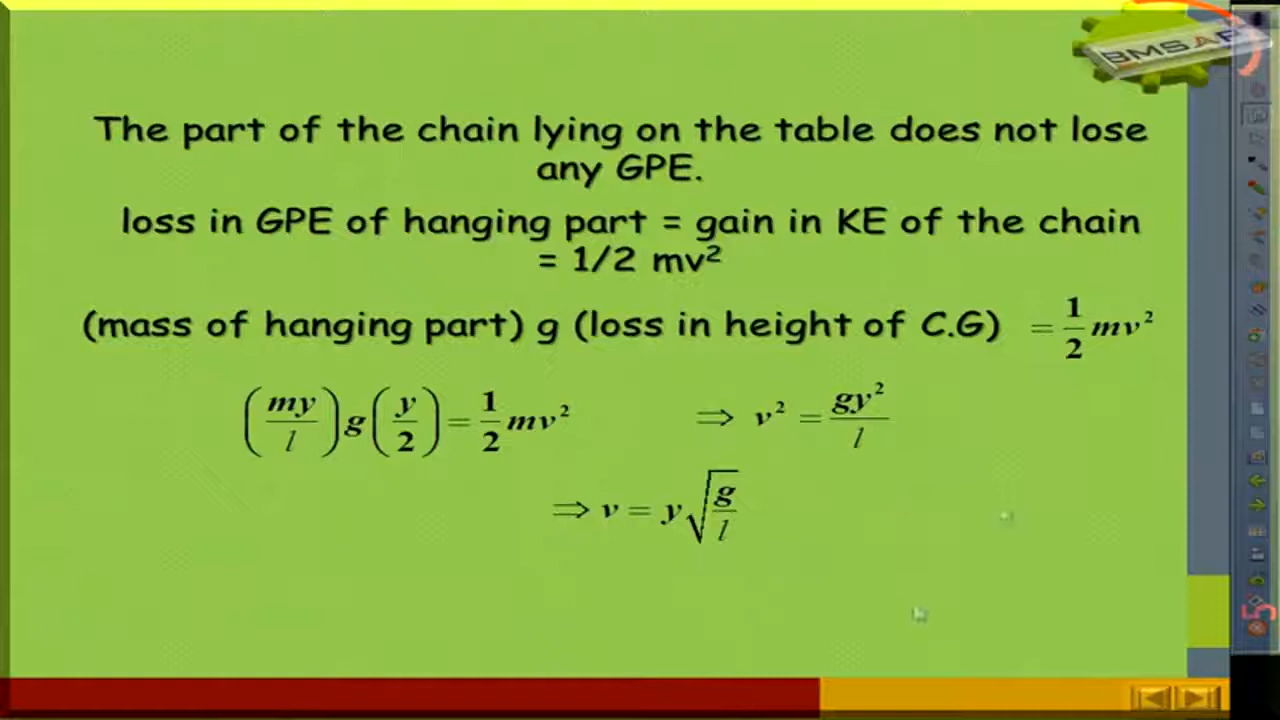 BMSAP
The part of the chain lying on the table does not lose
any GPE.
loss in GPE of hanging part = gain in KE of the chain
= 1/2 mv²
(mass of hanging part) g (loss in height of C.G) = 1/2 mv²
(my/l) g (y/2) = 1/2 mv² ⇒ v² = gy²/l
⇒ v = y√(g/l)
5